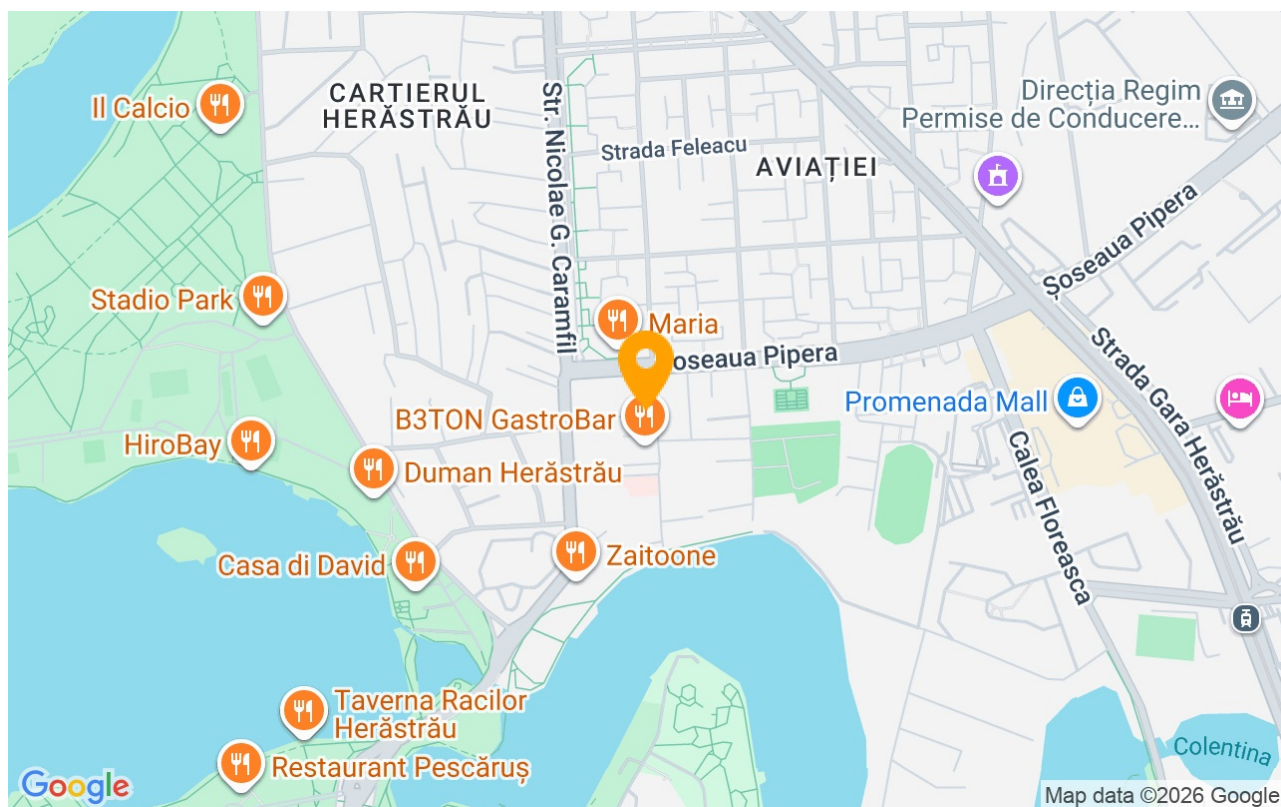 Il Calcio
CARTIERUL
HERĂSTRĂU
Str. Nicolae G. Caramfil
Strada Feleacu
AVIAȚIEI
Direcția Regim
Permise de Conducere...
Șoseaua Pipera
Stadio Park
Maria
oseaua Pipera
B3TON GastroBar
Promenada Mall
Strada Gara Herăstrău
HiroBay
Duman Herăstrău
Calea Floreasca
Casa di David
Zaitoone
Taverna Racilor
Herăstrău
Restaurant Pescăruș
Colentina
Google
Map data ©2026 Google